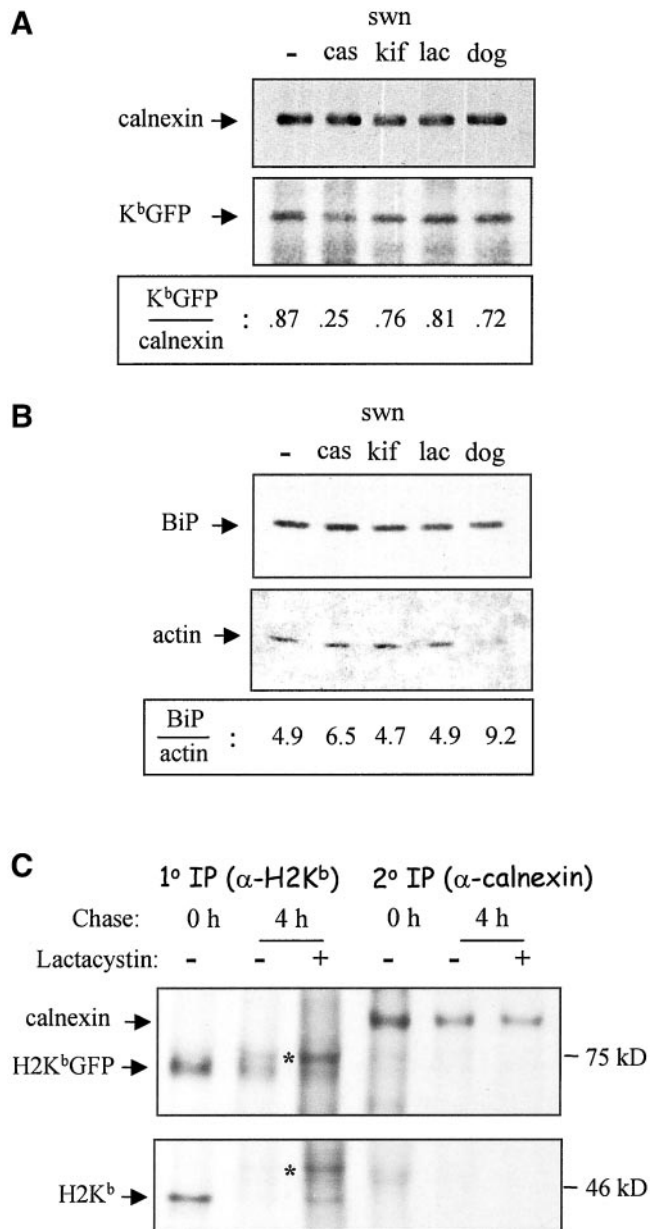 A
swn
- cas kif lac dog
calnexin
KᵇGFP
KᵇGFP
calnexin
: .87 .25 .76 .81 .72
B
swn
- cas kif lac dog
BiP
actin
BiP
actin
: 4.9 6.5 4.7 4.9 9.2
C
1º IP (α-H2Kᵇ) 2º IP (α-calnexin)
Chase: 0 h 4 h 0 h 4 h
Lactacystin: - - + - - +
calnexin
H2KᵇGFP * - 75 kD
H2Kᵇ * - 46 kD